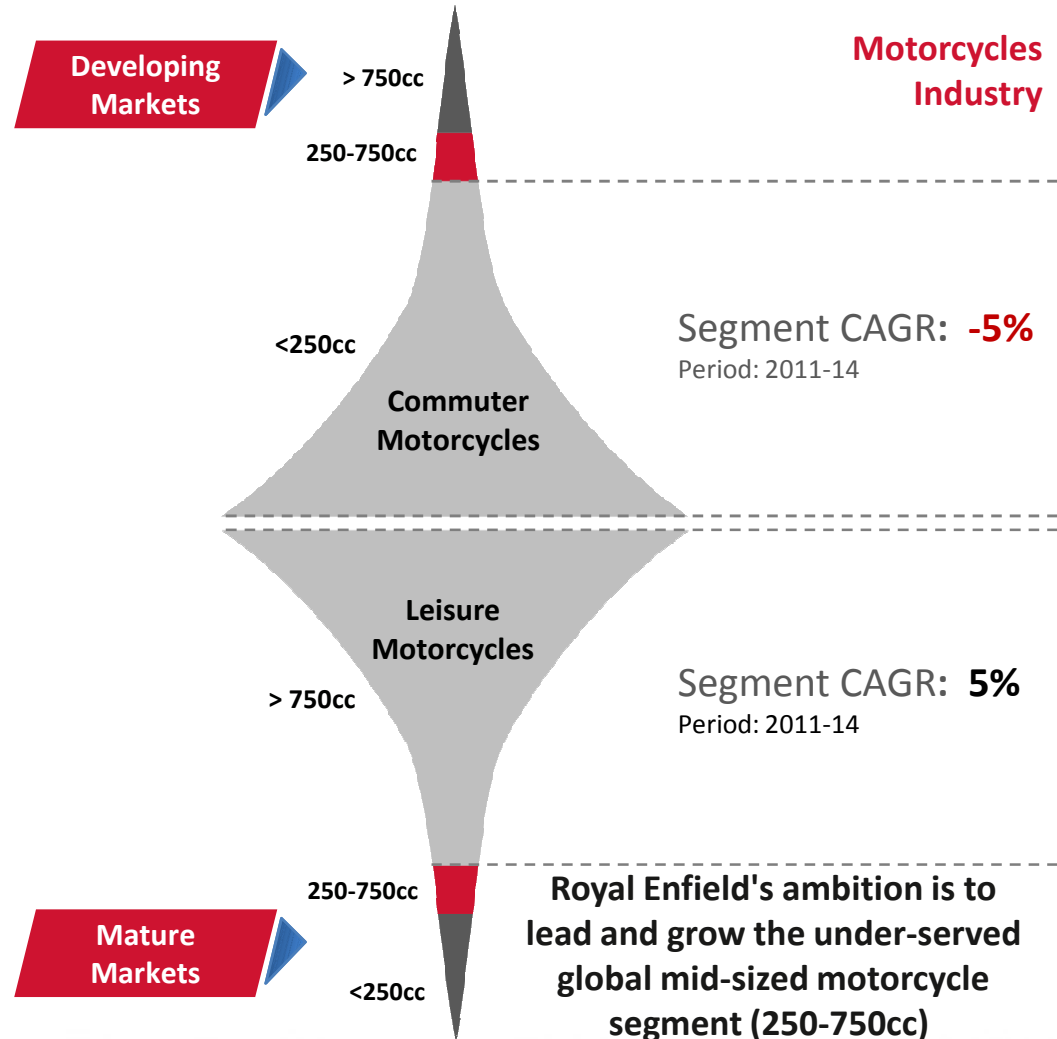 Developing
Markets
> 750cc
Motorcycles
Industry
250-750cc
<250cc
Segment CAGR: -5%
Period: 2011-14
Commuter
Motorcycles
Leisure
Motorcycles
> 750cc
Segment CAGR: 5%
Period: 2011-14
250-750cc
Mature
Markets
<250cc
Royal Enfield's ambition is to
lead and grow the under-served
global mid-sized motorcycle
segment (250-750cc)